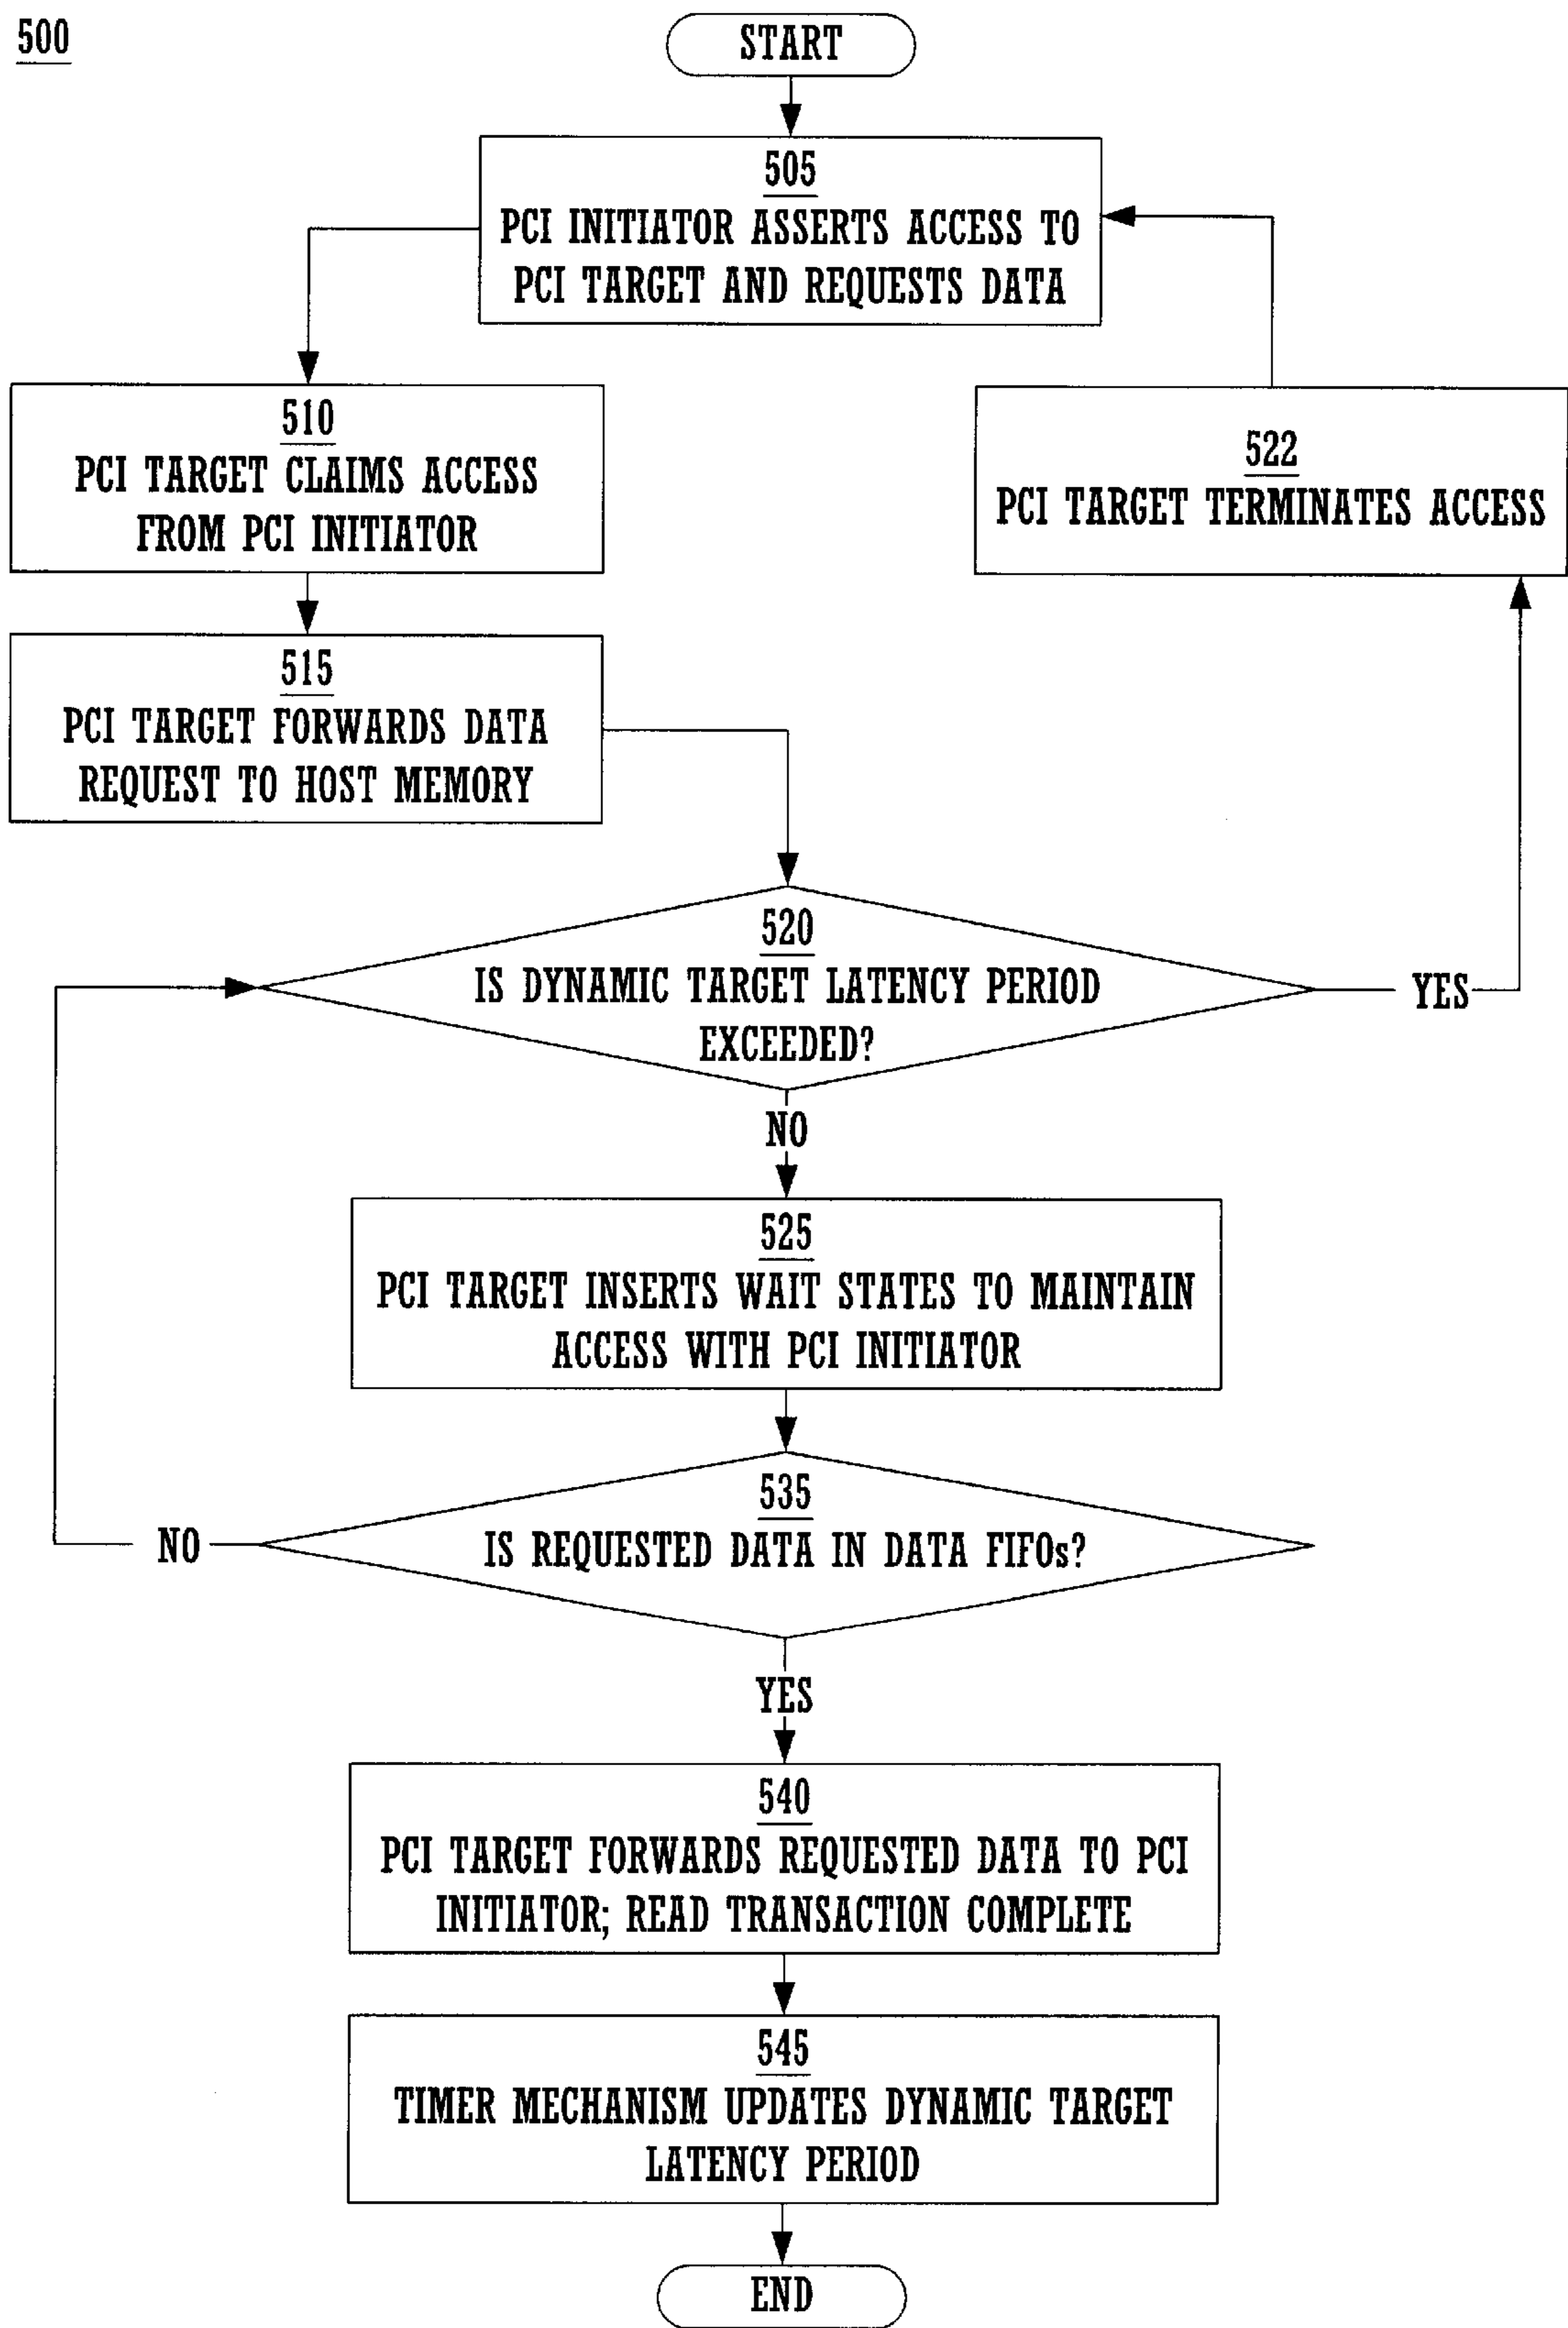 500
START
505
PCI INITIATOR ASSERTS ACCESS TO
PCI TARGET AND REQUESTS DATA
510
PCI TARGET CLAIMS ACCESS
FROM PCI INITIATOR
522
PCI TARGET TERMINATES ACCESS
515
PCI TARGET FORWARDS DATA
REQUEST TO HOST MEMORY
520
IS DYNAMIC TARGET LATENCY PERIOD
EXCEEDED?
YES
NO
525
PCI TARGET INSERTS WAIT STATES TO MAINTAIN
ACCESS WITH PCI INITIATOR
535
IS REQUESTED DATA IN DATA FIFOs?
NO
YES
540
PCI TARGET FORWARDS REQUESTED DATA TO PCI
INITIATOR; READ TRANSACTION COMPLETE
545
TIMER MECHANISM UPDATES DYNAMIC TARGET
LATENCY PERIOD
END